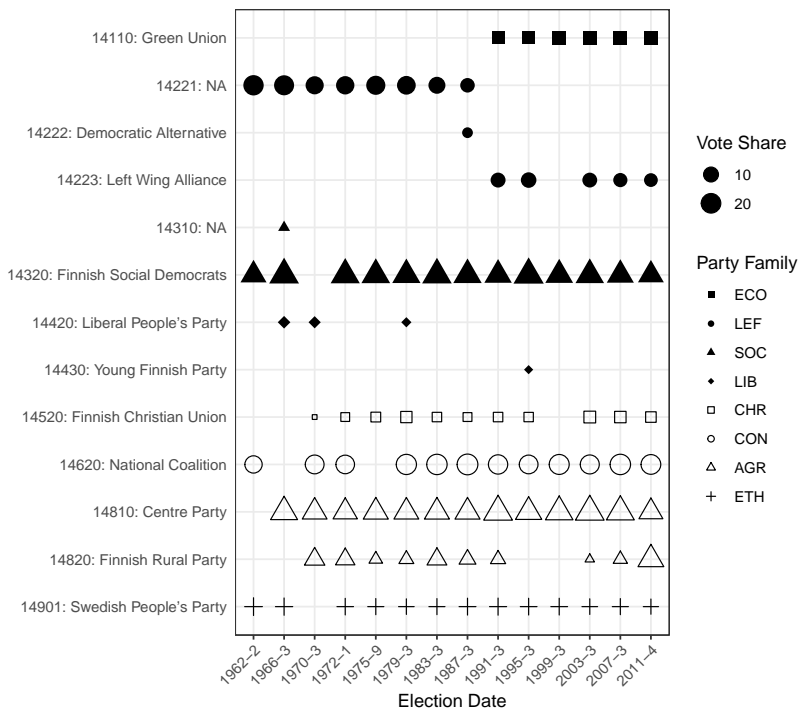 14110: Green Union
14221: NA
14222: Democratic Alternative
14223: Left Wing Alliance
14310: NA
14320: Finnish Social Democrats
14420: Liberal People's Party
14430: Young Finnish Party
14520: Finnish Christian Union
14620: National Coalition
14810: Centre Party
14820: Finnish Rural Party
14901: Swedish People's Party
1962−2
1966−3
1970−3
1972−1
1975−9
1979−3
1983−3
1987−3
1991−3
1995−3
1999−3
2003−3
2007−3
2011−4
Election Date
Vote Share
10
20
Party Family
ECO
LEF
SOC
LIB
CHR
CON
AGR
ETH